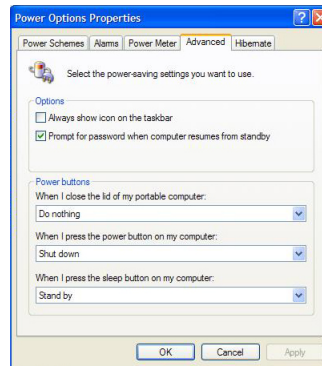 Power Options Properties
Power Schemes Alarms Power Meter Advanced Hibernate
Select the power-saving settings you want to use.
Options
Always show icon on the taskbar
Prompt for password when computer resumes from standby
Power buttons
When I close the lid of my portable computer:
Do nothing
When I press the power button on my computer:
Shut down
When I press the sleep button on my computer:
Stand by
OK Cancel Apply